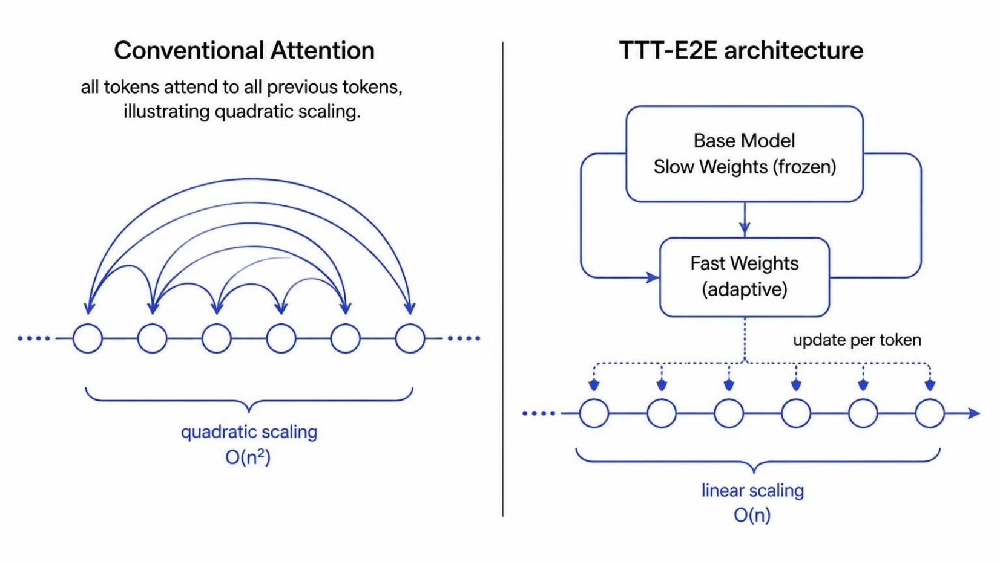 Conventional Attention
all tokens attend to all previous tokens,
illustrating quadratic scaling.
quadratic scaling
O(n²)
TTT-E2E architecture
Base Model
Slow Weights (frozen)
Fast Weights
(adaptive)
update per token
linear scaling
O(n)